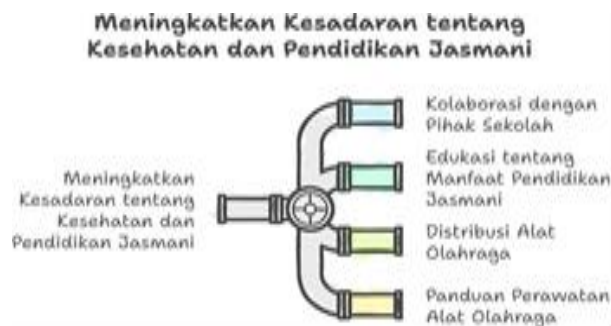 Meningkatkan Kesadaran tentang
Kesehatan dan Pendidikan Jasmani
Meningkatkan
Kesadaran tentang
Kesehatan dan
Pendidikan Jasmani
Kolaborasi dengan
Pihak Sekolah
Edukasi tentang
Manfaat Pendidikan
Jasmani
Distribusi Alat
Olahraga
Panduan Perawatan
Alat Olahraga